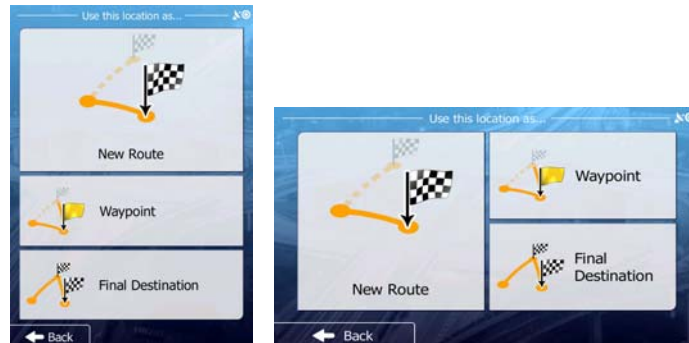 Use this location as...
New Route
Waypoint
Final Destination
Back
Use this location as...
Waypoint
New Route
Final
Destination
Back